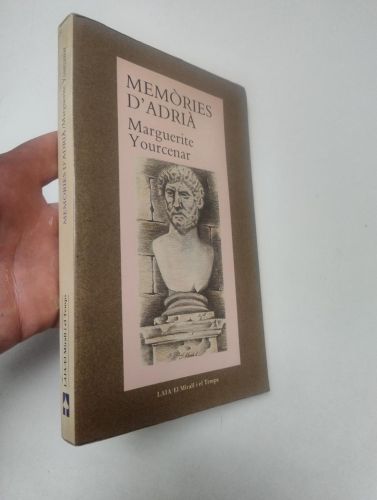 MEMÒRIES
D'ADRIÀ
Marguerite
Yourcenar
LAIA/El Mirall i el Temps
MEMÒRIES D'ADRIÀ/Marguerite Yourcenar
LAIA/El Mirall i el Temps